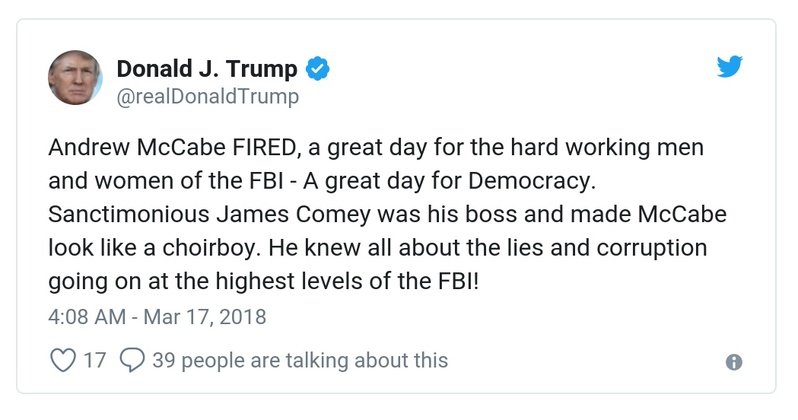 Donald J. Trump
@realDonaldTrump
Andrew McCabe FIRED, a great day for the hard working men
and women of the FBI - A great day for Democracy.
Sanctimonious James Comey was his boss and made McCabe
look like a choirboy. He knew all about the lies and corruption
going on at the highest levels of the FBI!
4:08 AM - Mar 17, 2018
17 39 people are talking about this